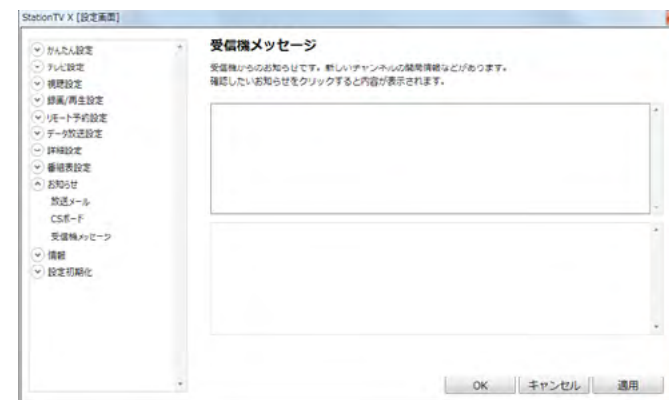 StationTV X [設定画面]
かんたん設定
テレビ設定
視聴設定
録画/再生設定
リモート予約設定
データ放送設定
詳細設定
番組表設定
お知らせ
放送メール
CSボード
受信機メッセージ
情報
設定初期化
受信機メッセージ
受信機からのお知らせです。新しいチャンネルの開局情報などがあります。
確認したいお知らせをクリックすると内容が表示されます。
OK
キャンセル
適用